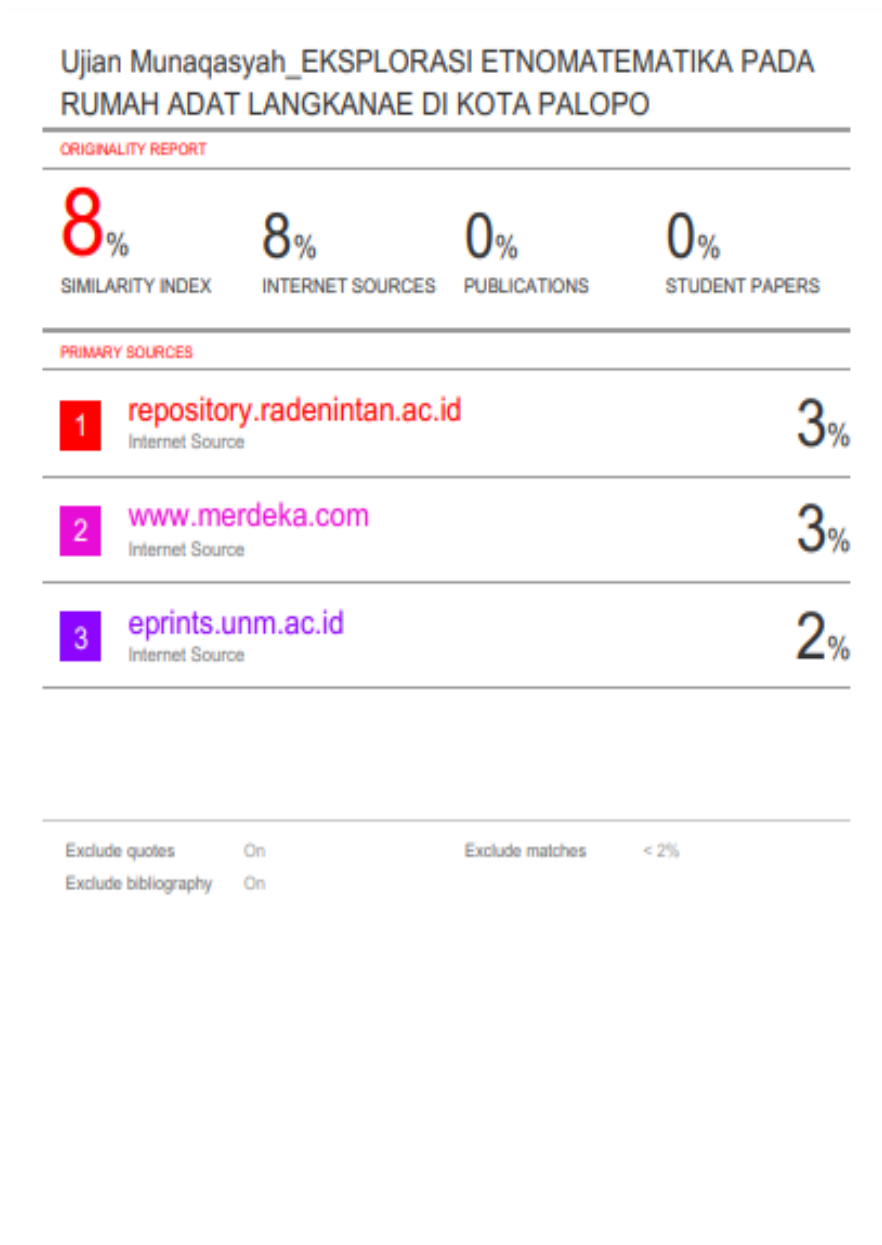 Ujian Munaqasyah_EKSPLORASI ETNOMATEMATIKA PADA
RUMAH ADAT LANGKANAE DI KOTA PALOPO
ORIGINALITY REPORT
8% 8% 0% 0%
SIMILARITY INDEX INTERNET SOURCES PUBLICATIONS STUDENT PAPERS
PRIMARY SOURCES
1 repository.radenintan.ac.id 3%
Internet Source
2 www.merdeka.com 3%
Internet Source
3 eprints.unm.ac.id 2%
Internet Source
Exclude quotes On Exclude matches < 2%
Exclude bibliography On